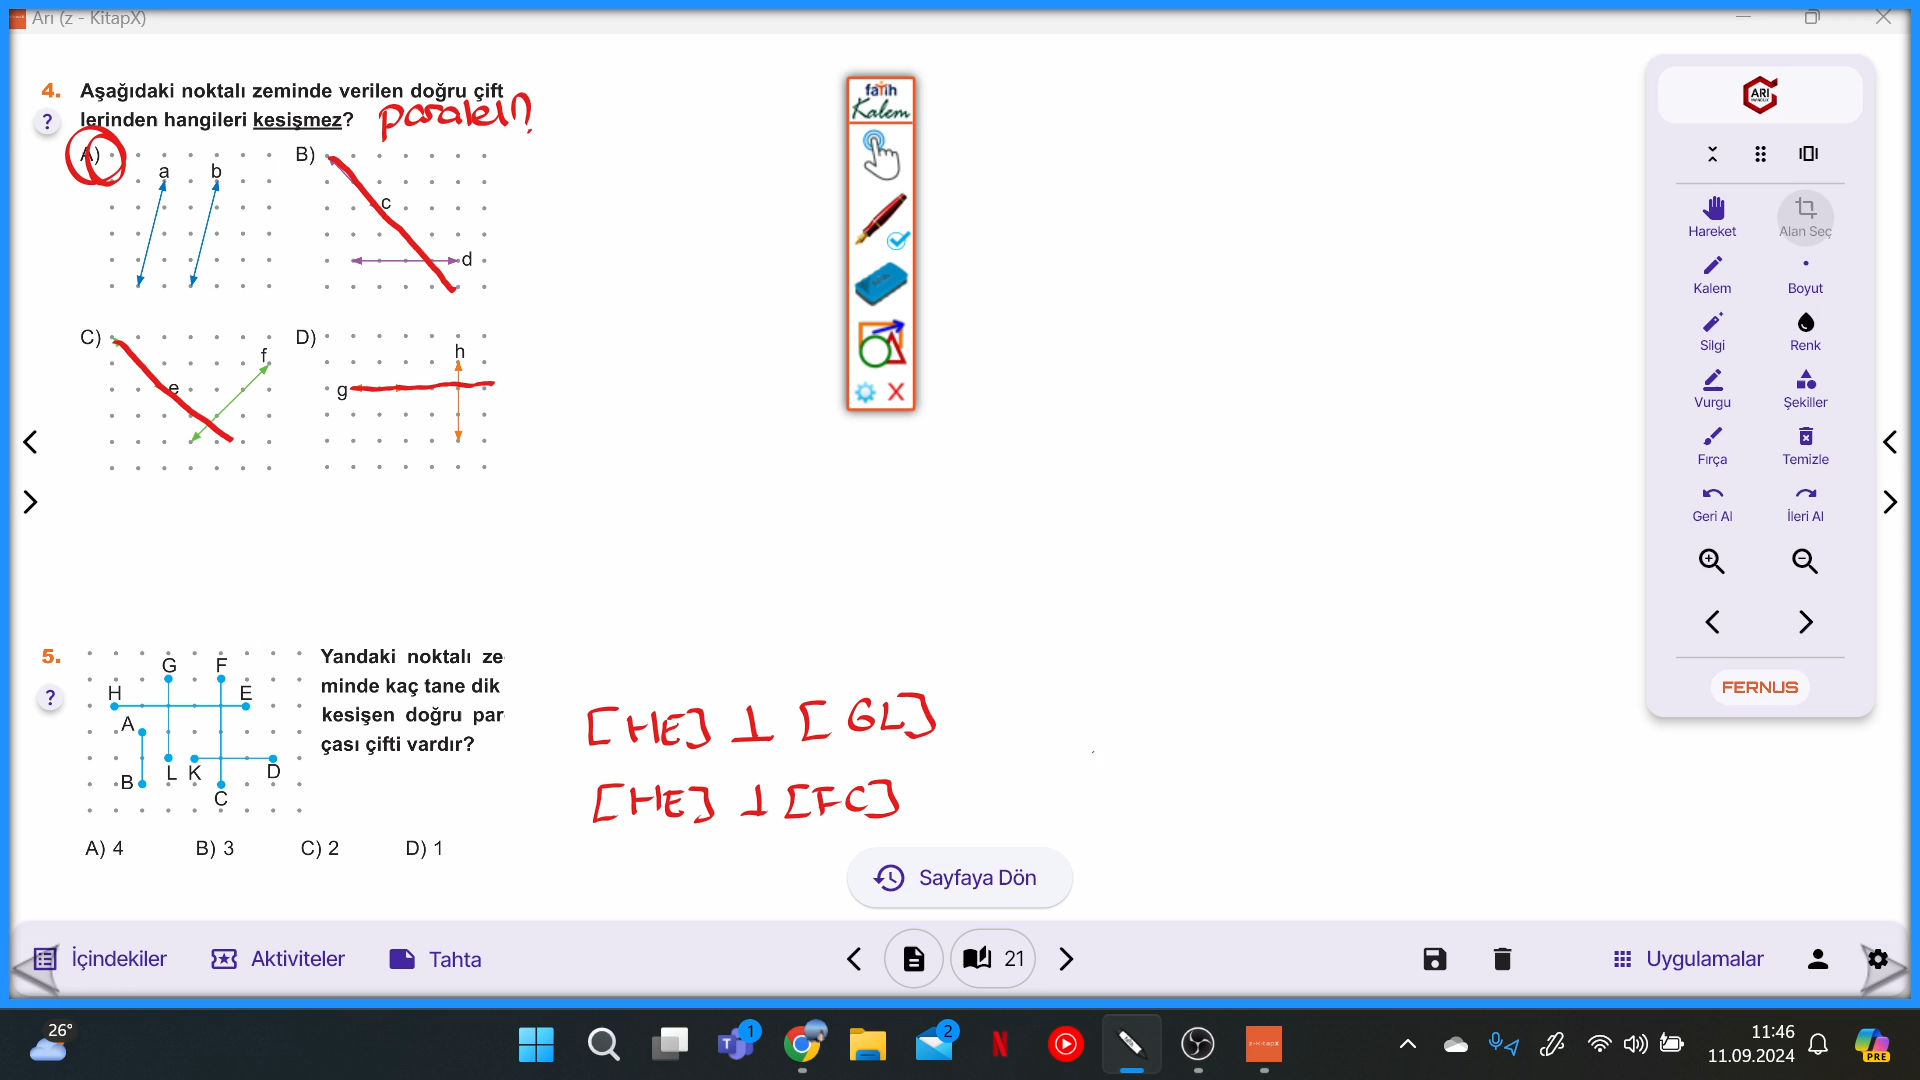 Arı (z - KitapX)
4. Aşağıdaki noktalı zeminde verilen doğru çift
lerinden hangileri kesişmez?
paralel?
A)
a
b
B)
c
d
C)
e
f
D)
g
h
5. Yandaki noktalı ze
minde kaç tane dik
kesişen doğru par
çası çifti vardır?
G F
H E
A
B L K D
C
A) 4 B) 3 C) 2 D) 1
[HE] ⊥ [GL]
[HE] ⊥ [FC]
fatih
Kalem
ARI
Hareket Alan Seç
Kalem Boyut
Silgi Renk
Vurgu Şekiller
Fırça Temizle
Geri Al İleri Al
FERNUS
Sayfaya Dön
İçindekiler Aktiviteler Tahta 21 Uygulamalar
26° 1 2 11:46
11.09.2024
PRE